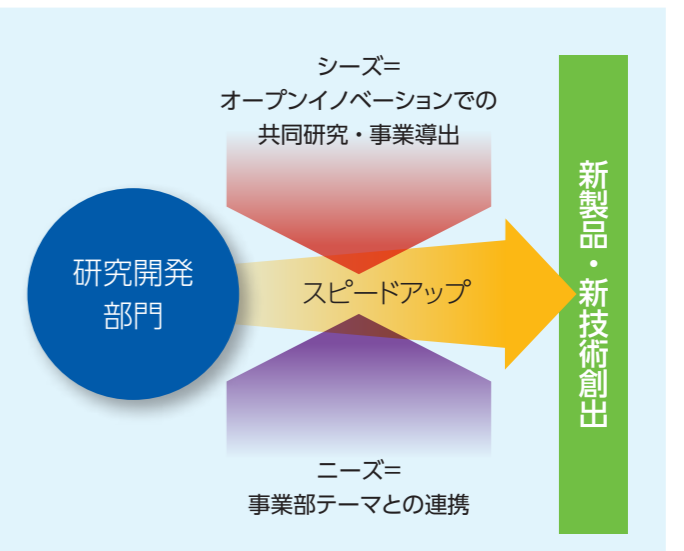 シーズ=
オープンイノベーションでの
共同研究・事業導出
研究開発
部門
スピードアップ
新製品・新技術創出
ニーズ=
事業部テーマとの連携